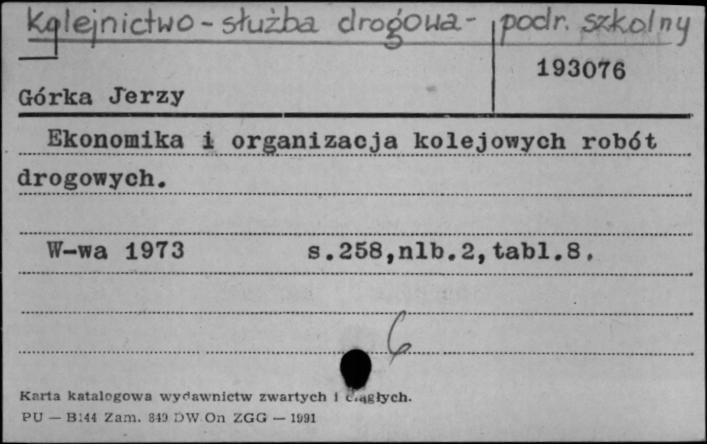 Kolejnictwo - służba drogowa - podr. szkolny
193076
Górka Jerzy
Ekonomika i organizacja kolejowych robót
drogowych.
W-wa 1973 s.258,nlb.2,tabl.8.
6
Karta katalogowa wydawnictw zwartych i ciągłych.
PU — B144 Zam. 849 DW On ZGG — 1991